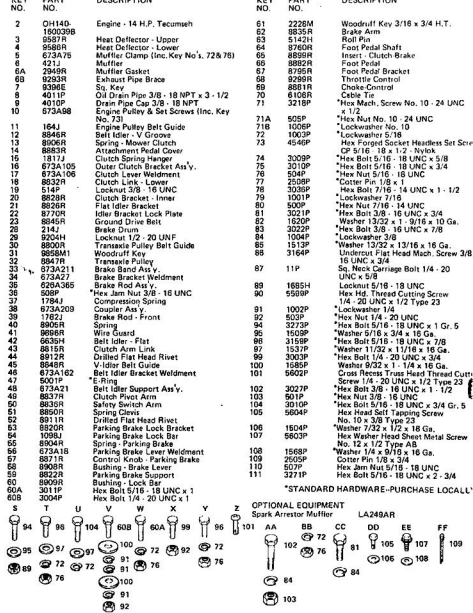 KEY NO. PART NO. DESCRIPTION
2 OH140-160039B Engine - 14 H.P. Tecumseh
3 9587R Heat Deflector - Upper
4 9586R Heat Deflector - Lower
5 673A75 Muffler Clamp (Inc. Key No's. 72 & 76)
6 421J Muffler
6A 2949R Muffler Gasket
6B 9293R Exhaust Pipe Brace
7 9396E Sq. Key
8 4011P Oil Drain Pipe 3/8 - 18 NPT x 3 - 1/2
9 4010P Drain Pipe Cap 3/8 - 18 NPT
10 673A98 Engine Pulley & Set Screws (Inc. Key No. 73)
11 164J Engine Pulley Belt Guide
12 8846R Belt Idler - V Groove
13 8906R Spring - Mower Clutch
14 8883R Attachment Pedal Cover
15 1817J Clutch Spring Hanger
16 673A105 Outer Clutch Bracket Ass'y.
17 673A106 Clutch Lever Weldment
18 8832R Clutch Link - Lower
19 514P Locknut 3/8 - 16 UNC
20 8828R Clutch Bracket - Inner
21 8826R Flat Idler Bracket
22 8770R Idler Bracket Lock Plate
23 8845R Ground Drive Belt
28 214J Brake Drum
29 9204H Locknut 1/2 - 20 UNF
30 8800R Transaxle Pulley Belt Guide
31 9858M1 Woodruff Key
32 8847R Transaxle Pulley
33 673A211 Brake Band Ass'y.
34 673A27 Brake Bracket Weldment
35 626A365 Brake Rod Ass'y.
36 508P *Hex Jam Nut 3/8 - 16 UNC
37 1784J Compression Spring
38 673A209 Coupler Ass'y.
39 1782J Brake Rod - Front
40 8905R Spring
41 9696R Wire Guard
42 6635H Belt Idler - Flat
43 8815R Clutch Arm Link
44 8912R Drilled Flat Head Rivet
45 8848R V-Idler Belt Guide
46 673A162 Belt Idler Bracket Weldment
47 5001P *E-Ring
48 673A21 Belt Idler Support Ass'y.
49 8837R Clutch Pivot Arm
50 8835R Safety Switch Arm
51 8850R Spring Clevis
52 8911R Drilled Flat Head Rivet
53 8820R Parking Brake Lock Bracket
54 1098J Parking Brake Lock Bar
55 8904R Spring - Parking Brake
56 673A18 Parking Brake Lever Weldment
57 8871R Control Knob - Parking Brake
58 8908R Bushing - Brake Lever
59 8822R Parking Brake Support
60 8909R Bushing - Lock Bar
60A 3011P Hex Bolt 5/16 - 18 UNC x 1
60B 3004P Hex Bolt 1/4 - 20 UNC x 1
KEY NO. PART NO. DESCRIPTION
61 2226M Woodruff Key 3/16 x 3/4 H.T.
62 8835R Brake Arm
63 5142H Roll Pin
64 8760R Foot Pedal Shaft
65 8899R Insert - Clutch-Brake
66 8882R Foot Pedal
67 8795R Foot Pedal Bracket
68 9299R Throttle Control
69 8881R Choke-Control
70 6108R Cable Tie
71 3218P *Hex Mach. Screw No. 10 - 24 UNC x 1/2
71A 505P *Hex Nut No. 10 - 24 UNC
71B 1006P *Lockwasher No. 10
72 1003P *Lockwasher 5/16
73 4546P Hex Forged Socket Headless Set Scre
CP 5/16 - 18 x 1-2 - Nylok
74 3009P *Hex Bolt 5/16 - 18 UNC x 5/8
75 3010P *Hex Bolt 5/16 - 18 UNC x 3/4
76 504P *Hex Nut 5/16 - 18 UNC
77 2508P *Cotter Pin 1/8 x 1
78 3036P Hex Bolt 7/16 - 14 UNC x 1 - 1/2
79 1001P *Lockwasher 7/16
80 500P *Hex Nut 7/16 - 14 UNC
81 3021P *Hex Bolt 3/8 - 16 UNC x 3/4
82 1620P Washer 13/32 x 1 - 9/16 x 10 Ga.
83 3022P *Hex Bolt 3/8 - 16 UNC x 7/8
84 1004P *Lockwasher 3/8
85 1513P *Washer 13/32 x 13/16 x 16 Ga.
86 3164P Undercut Flat Head Mach. Screw 3/8
16 UNC x 3/4
87 11P Sq. Neck Carriage Bolt 1/4 - 20 UNC x 5/8
89 1685H Locknut 5/16 - 18 UNC
90 5599P Hex Hd. Thread Cutting Screw 1/4 - 20 UNC x 1/2 Type 23
91 1002P *Lockwasher 1/4
92 503P *Hex Nut 1/4 - 20 UNC
94 3273P *Hex Bolt 5/16 - 18 UNC x 1 Gr. 5
95 1509P *Washer 5/16 x 3/4 x 16 Ga.
96 3159P *Hex Bolt 5/16 - 18 UNC x 7/8
97 1537P *Washer 11/32 x 11/16 x 16 Ga.
99 3003P *Hex Bolt 1/4 - 20 UNC x 3/4
100 1585P Washer 9/32 x 1 - 1/4 x 16 Ga.
101 5602P Cross Recess Truss Head Thread Cutt
Screw 1/4 - 20 UNC x 1/2 Type 23
102 3027P *Hex Bolt 3/8 - 16 UNC x 1 - 1/2
103 501P *Hex Nut 3/8 - 16 UNC
104 3010P *Hex Bolt 5/16 - 18 UNC x 3/4 Gr. 5
105 5604P Hex Head Self Tapping Screw No. 10 x 3/8 Type 23
106 1504P *Washer 7/32 x 1/2 x 18 Ga.
107 5603P Hex Washer Head Sheet Metal Screw No. 12 x 1/2 Type AB
108 1568P *Washer 1/4 x 9/16 x 16 Ga.
109 2505P Cotter Pin 1/8 x 3/4
110 507P Hex Jam Nut 5/16 - 18 UNC
111 3273P *Hex Bolt 5/16 - 18 UNC x 2 - 3/4
*STANDARD HARDWARE--PURCHASE LOCALLY
OPTIONAL EQUIPMENT
Spark Arrestor Muffler LA249AR
S T U V W X Y Z
94 98 104 60B 60A 99 96 101
95 97 97 100 72 91 72
89 72 91 76 92 76
76 91
100
91
92
AA BB CC DD EE FF
102 72 81 105 107 109
76 106 108
84 84
103